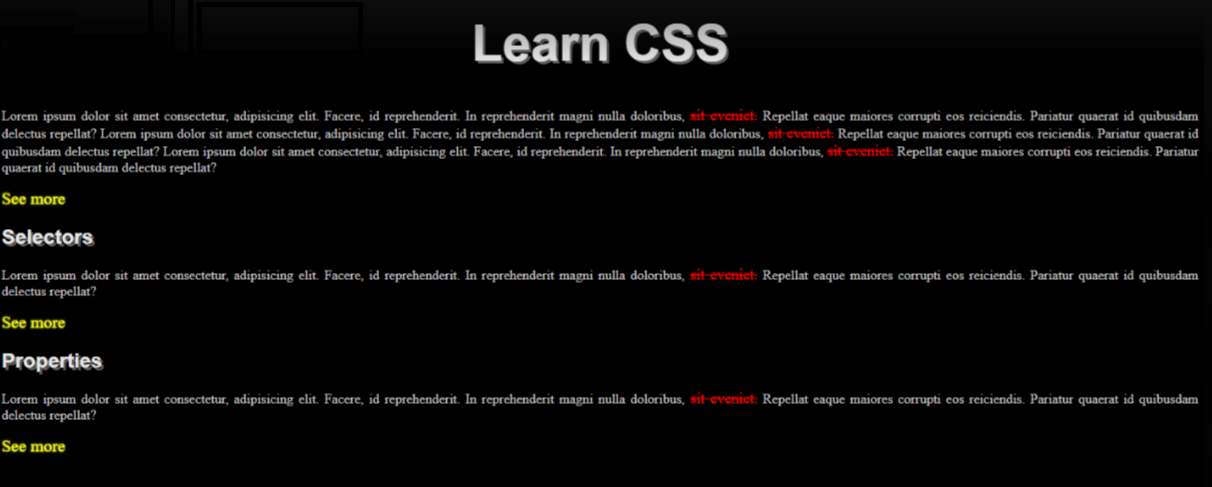 Learn CSS
Lorem ipsum dolor sit amet consectetur, adipisicing elit. Facere, id reprehenderit. In reprehenderit magni nulla doloribus, sit evenict. Repellat eaque maiores corrupti eos reiciendis. Pariatur quaerat id quibusdam
delectus repellat? Lorem ipsum dolor sit amet consectetur, adipisicing elit. Facere, id reprehenderit. In reprehenderit magni nulla doloribus, sit evenict. Repellat eaque maiores corrupti eos reiciendis. Pariatur quaerat id
quibusdam delectus repellat? Lorem ipsum dolor sit amet consectetur, adipisicing elit. Facere, id reprehenderit. In reprehenderit magni nulla doloribus, sit evenict. Repellat eaque maiores corrupti eos reiciendis. Pariatur
quaerat id quibusdam delectus repellat?
See more
Selectors
Lorem ipsum dolor sit amet consectetur, adipisicing elit. Facere, id reprehenderit. In reprehenderit magni nulla doloribus, sit evenict. Repellat eaque maiores corrupti eos reiciendis. Pariatur quaerat id quibusdam
delectus repellat?
See more
Properties
Lorem ipsum dolor sit amet consectetur, adipisicing elit. Facere, id reprehenderit. In reprehenderit magni nulla doloribus, sit evenict. Repellat eaque maiores corrupti eos reiciendis. Pariatur quaerat id quibusdam
delectus repellat?
See more